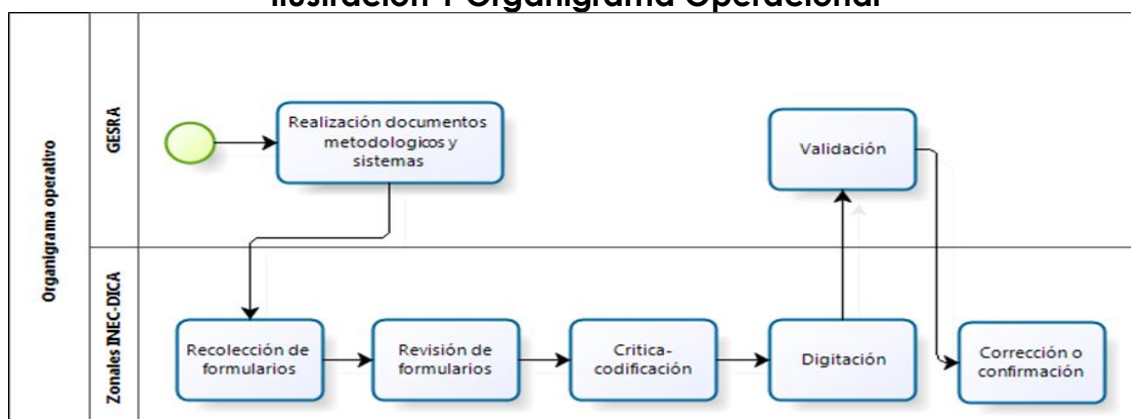 Ilustración 1 Organigrama Operacional
Organigrama operativo
GESRA
Realización documentos
metodologicos y
sistemas
Validación
Zonales INEC-DICA
Recolección de
formularios
Revisión de
formularios
Critica-
codificación
Digitación
Corrección o
confirmación